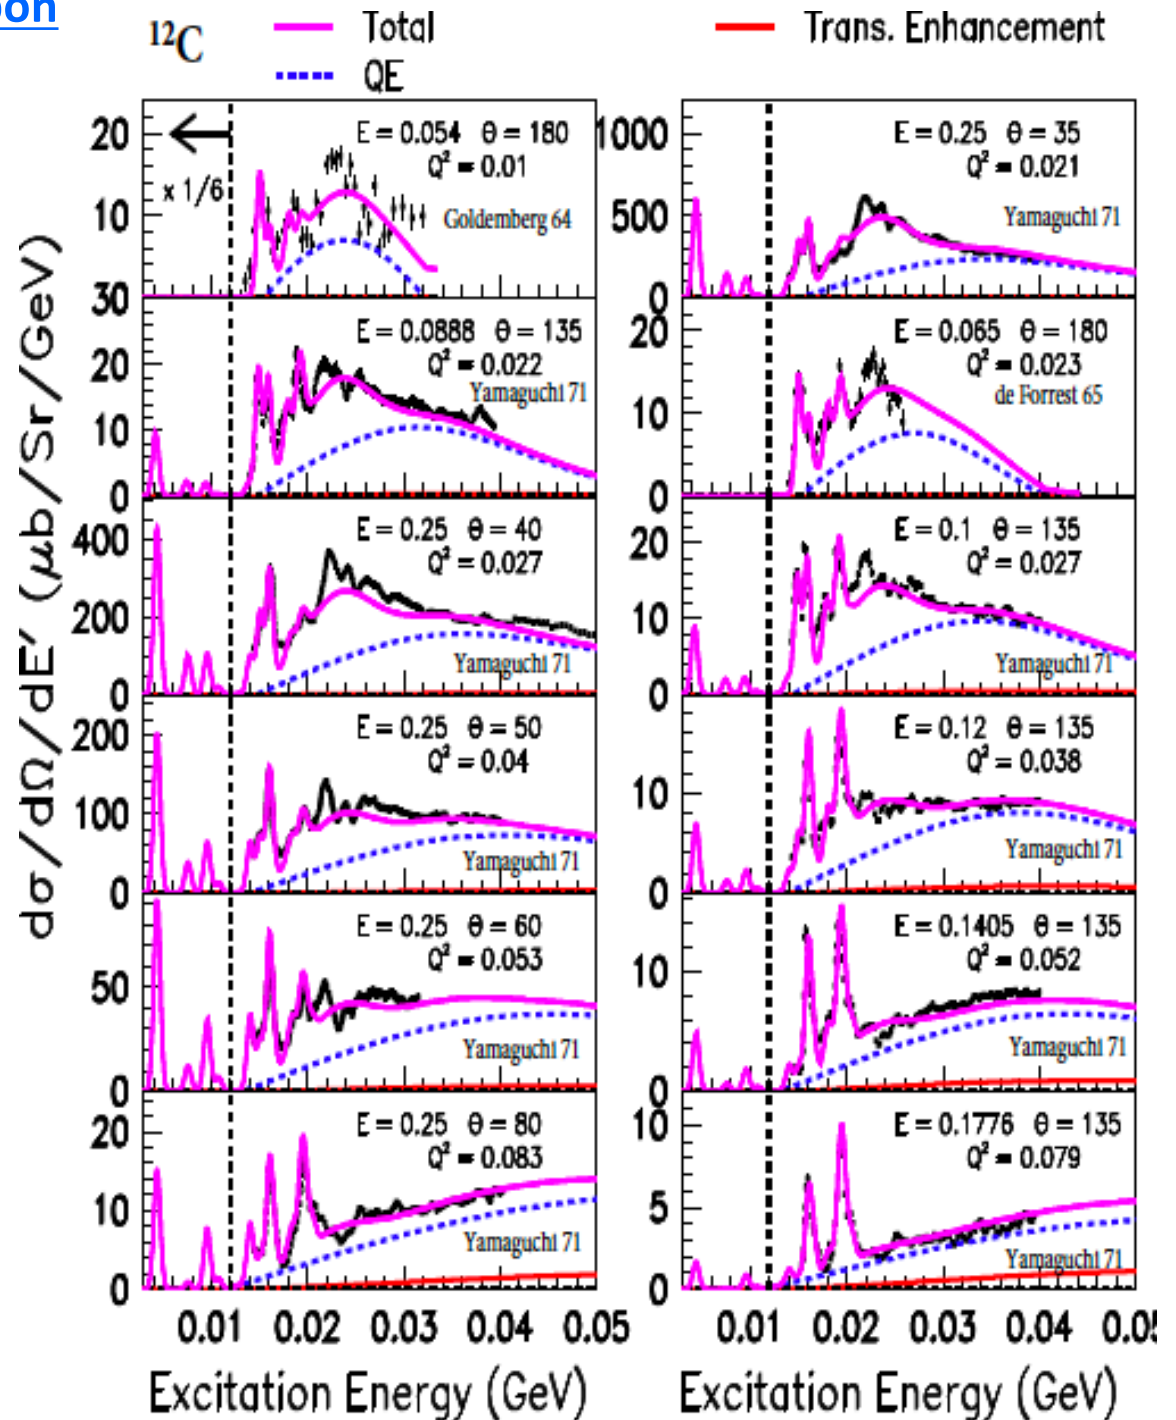 ¹²C
Total
Trans. Enhancement
QE
dσ/dΩ/dE′ (μb/Sr/GeV)
20
10
x 1/6
E = 0.054 θ = 180
Q² = 0.01
Goldemberg 64
1000
500
0
E = 0.25 θ = 35
Q² = 0.021
Yamaguchi 71
30
20
10
0
E = 0.0888 θ = 135
Q² = 0.022
Yamaguchi 71
20
10
0
E = 0.065 θ = 180
Q² = 0.023
de Forrest 65
400
200
0
E = 0.25 θ = 40
Q² = 0.027
Yamaguchi 71
20
10
0
E = 0.1 θ = 135
Q² = 0.027
Yamaguchi 71
200
100
0
E = 0.25 θ = 50
Q² = 0.04
Yamaguchi 71
10
0
E = 0.12 θ = 135
Q² = 0.038
Yamaguchi 71
50
0
E = 0.25 θ = 60
Q² = 0.053
Yamaguchi 71
10
0
E = 0.1405 θ = 135
Q² = 0.052
Yamaguchi 71
20
10
0
E = 0.25 θ = 80
Q² = 0.083
Yamaguchi 71
10
5
0
E = 0.1776 θ = 135
Q² = 0.079
Yamaguchi 71
0.01 0.02 0.03 0.04 0.05
0.01 0.02 0.03 0.04 0.05
Excitation Energy (GeV)
Excitation Energy (GeV)